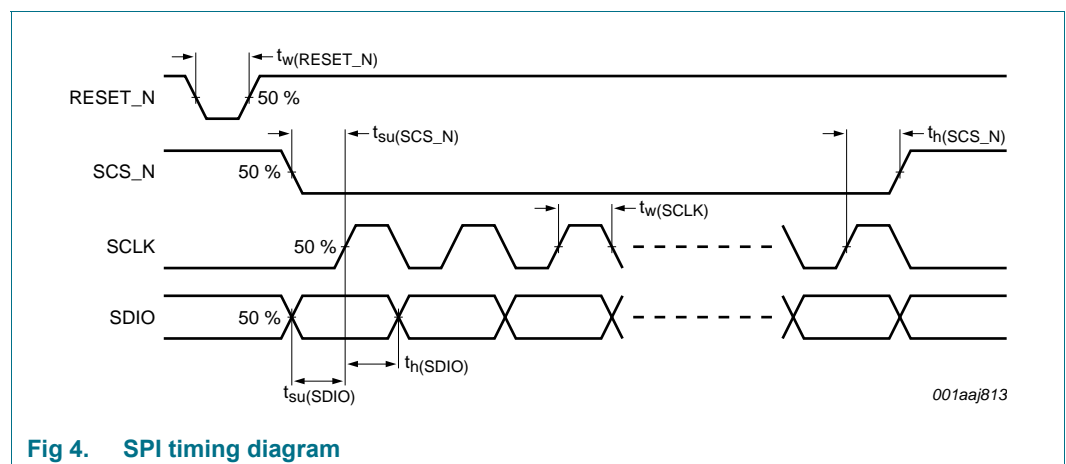 tw(RESET_N)
RESET_N
50 %
tsu(SCS_N)
th(SCS_N)
SCS_N
50 %
tw(SCLK)
SCLK
50 %
SDIO
50 %
th(SDIO)
tsu(SDIO)
001aaj813
Fig 4. SPI timing diagram